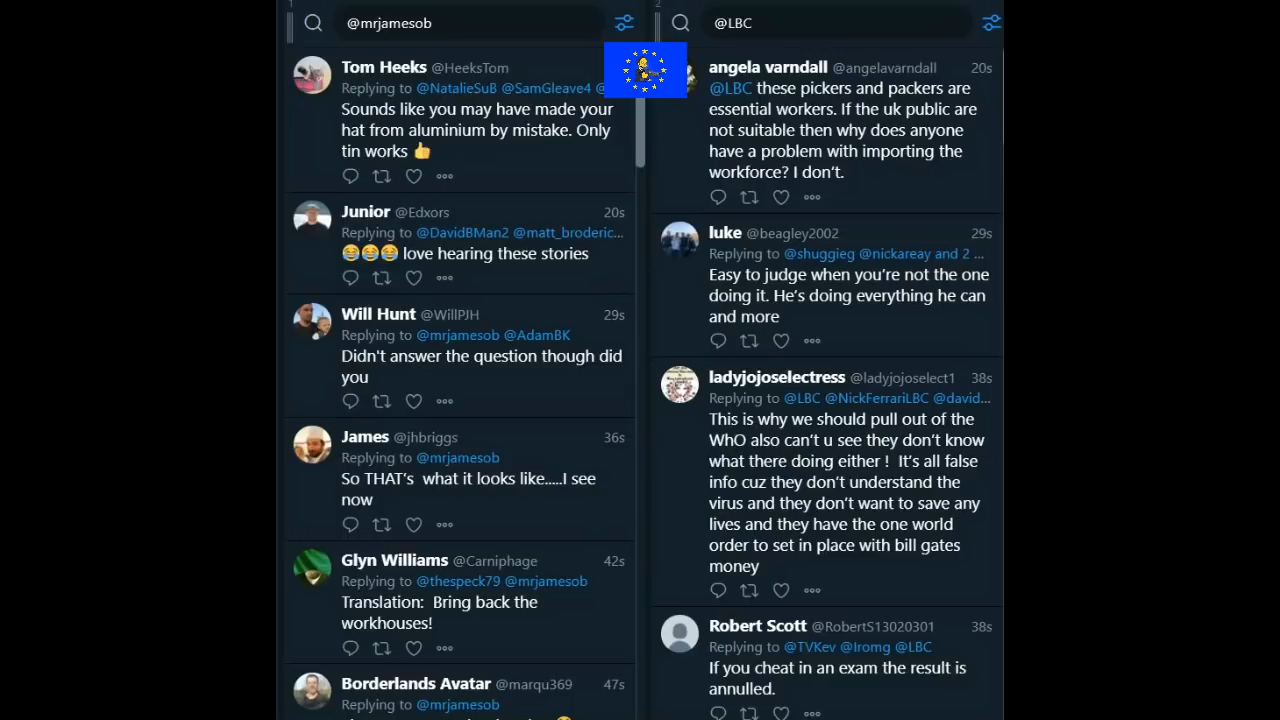 1
@mrjamesob
Tom Heeks @HeeksTom
Replying to @NatalieSuB @SamGleave4 @
Sounds like you may have made your
hat from aluminium by mistake. Only
tin works 👍
Junior @Edxors 20s
Replying to @DavidBMan2 @matt_broderic...
😂😂😂 love hearing these stories
Will Hunt @WillPJH 29s
Replying to @mrjamesob @AdamBK
Didn't answer the question though did
you
James @jhbriggs 36s
Replying to @mrjamesob
So THAT's what it looks like.....I see
now
Glyn Williams @Carniphage 42s
Replying to @thespeck79 @mrjamesob
Translation: Bring back the
workhouses!
Borderlands Avatar @marqu369 47s
Replying to @mrjamesob
2
@LBC
angela varndall @angelavarndall 20s
@LBC these pickers and packers are
essential workers. If the uk public are
not suitable then why does anyone
have a problem with importing the
workforce? I don't.
luke @beagley2002 29s
Replying to @shuggieg @nickareay and 2 ...
Easy to judge when you're not the one
doing it. He's doing everything he can
and more
ladyjojoselectress @ladyjojoselect1 38s
Replying to @LBC @NickFerrariLBC @david...
This is why we should pull out of the
WhO also can't u see they don't know
what there doing either ! It's all false
info cuz they don't understand the
virus and they don't want to save any
lives and they have the one world
order to set in place with bill gates
money
Robert Scott @RobertS13020301 38s
Replying to @TVKev @Iromg @LBC
If you cheat in an exam the result is
annulled.